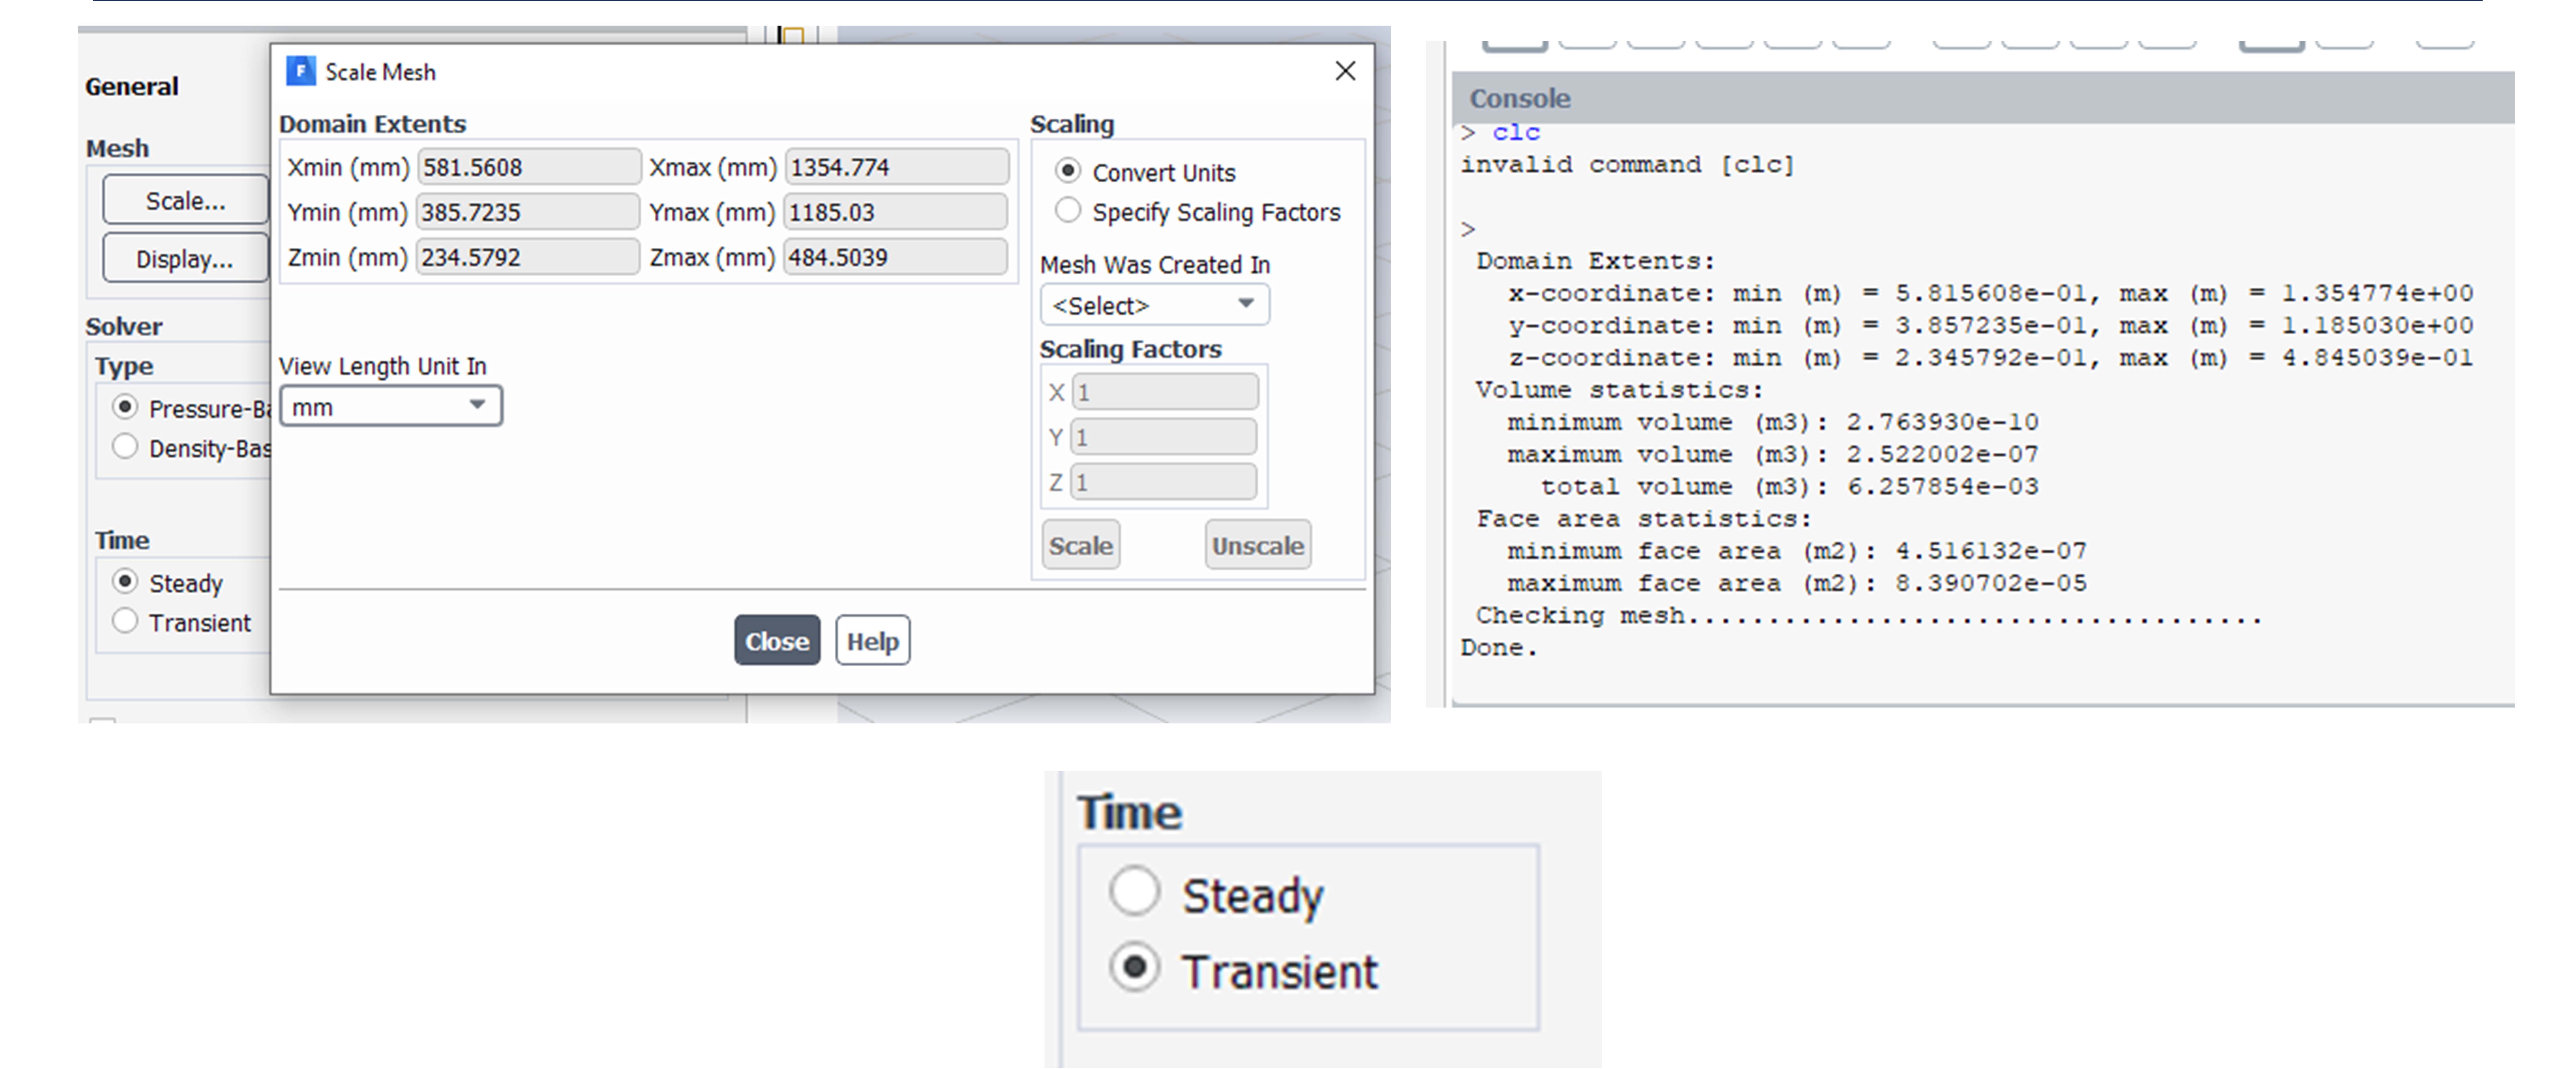 General
Mesh
Scale...
Display...
Solver
Type
Pressure-Ba
Density-Bas
Time
Steady
Transient
F Scale Mesh
Domain Extents
Xmin (mm) 581.5608 Xmax (mm) 1354.774
Ymin (mm) 385.7235 Ymax (mm) 1185.03
Zmin (mm) 234.5792 Zmax (mm) 484.5039
View Length Unit In
mm
Scaling
Convert Units
Specify Scaling Factors
Mesh Was Created In
<Select>
Scaling Factors
X 1
Y 1
Z 1
Scale Unscale
Close Help
Console
> clc
invalid command [clc]
>
Domain Extents:
x-coordinate: min (m) = 5.815608e-01, max (m) = 1.354774e+00
y-coordinate: min (m) = 3.857235e-01, max (m) = 1.185030e+00
z-coordinate: min (m) = 2.345792e-01, max (m) = 4.845039e-01
Volume statistics:
minimum volume (m3): 2.763930e-10
maximum volume (m3): 2.522002e-07
total volume (m3): 6.257854e-03
Face area statistics:
minimum face area (m2): 4.516132e-07
maximum face area (m2): 8.390702e-05
Checking mesh....................................
Done.
Time
Steady
Transient